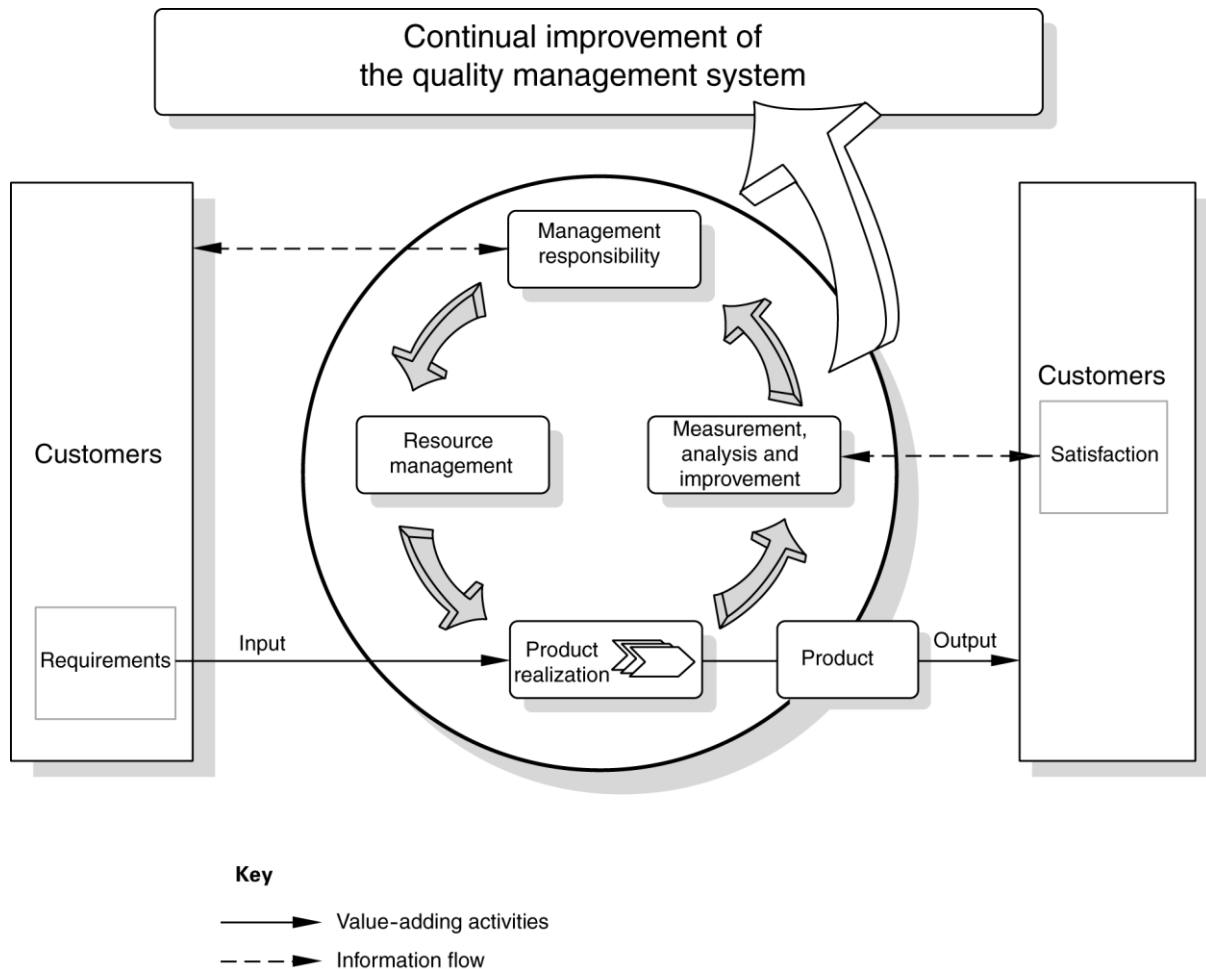 Continual improvement of
the quality management system
Management
responsibility
Customers
Resource
management
Measurement,
analysis and
improvement
Customers
Satisfaction
Requirements
Input
Product
realization
Product
Output
Key
Value-adding activities
Information flow